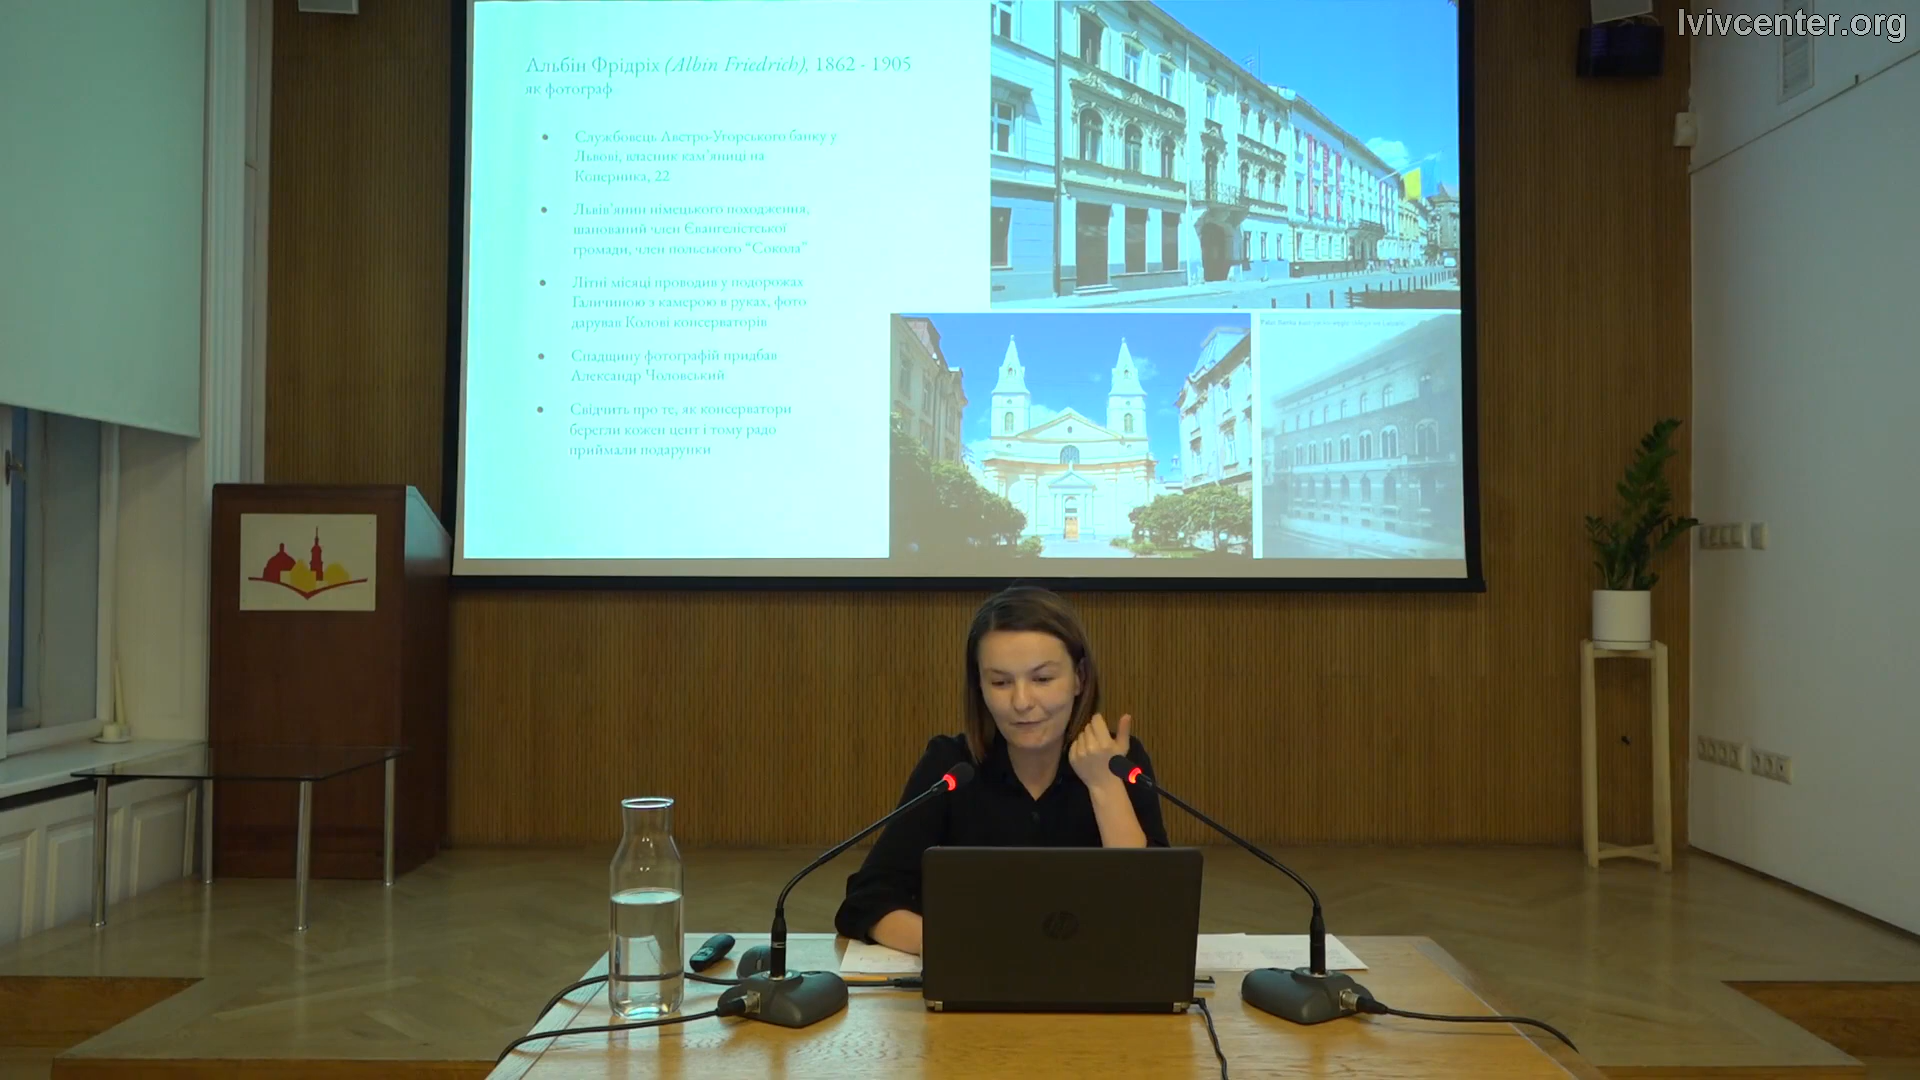 lvivcenter.org
Альбін Фрідріх (Albin Friedrich), 1862 - 1905
як фотограф
Службовець Австро-Угорського банку у
Львові, власник кам’яниці на
Коперника, 22
Львів’янин німецького походження,
шанований член Євангелістської
громади, член польського “Сокола”
Літні місяці проводив у подорожах
Галичиною з камерою в руках, фото
дарував Колові консерваторів
Спадщину фотографій придбав
Александр Чоловський
Свідчить про те, як консерватори
берегли кожен цент і тому радо
приймали подарунки
hp